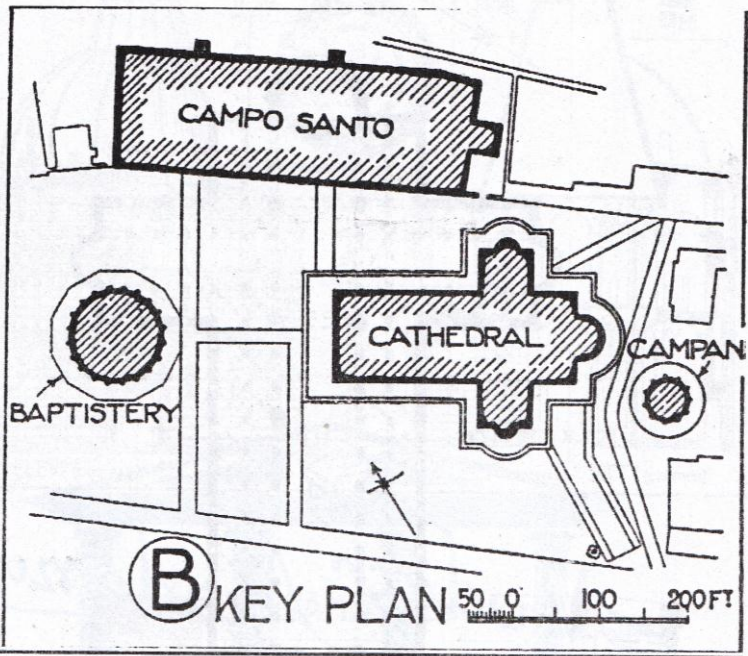 CAMPO SANTO
CATHEDRAL
CAMPAN
BAPTISTERY
B KEY PLAN
50 0 100 200 FT